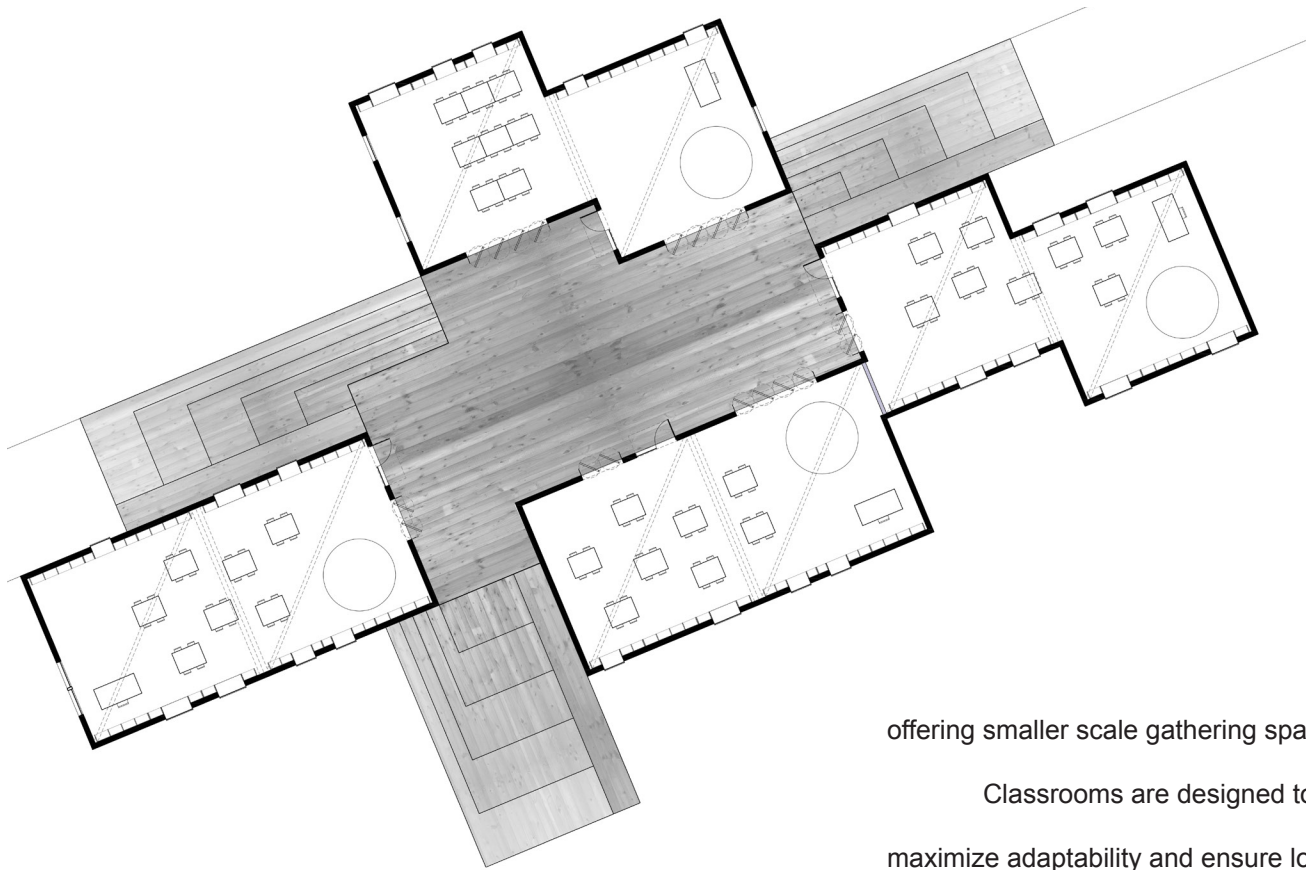 offering smaller scale gathering spa
Classrooms are designed to
maximize adaptability and ensure lo